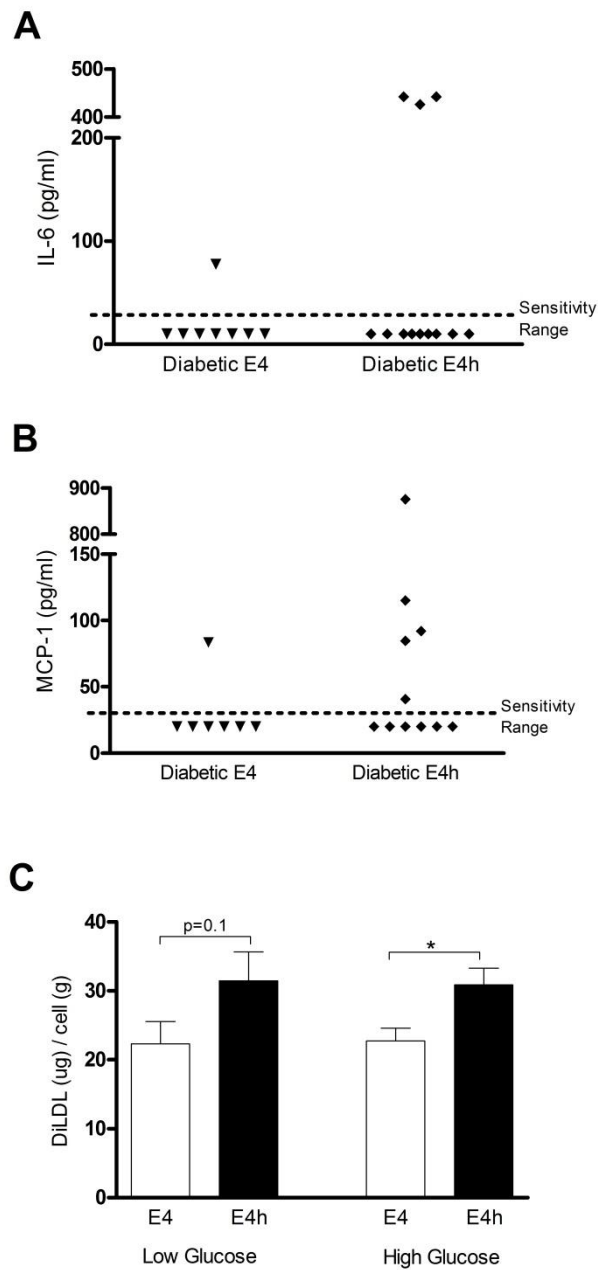 A
500
400
200
100
0
IL-6 (pg/ml)
Sensitivity
Range
Diabetic E4 Diabetic E4h
B
900
800
150
100
50
0
MCP-1 (pg/ml)
Sensitivity
Range
Diabetic E4 Diabetic E4h
C
40
30
20
10
0
DiLDL (ug) / cell (g)
p=0.1
*
E4 E4h E4 E4h
Low Glucose High Glucose